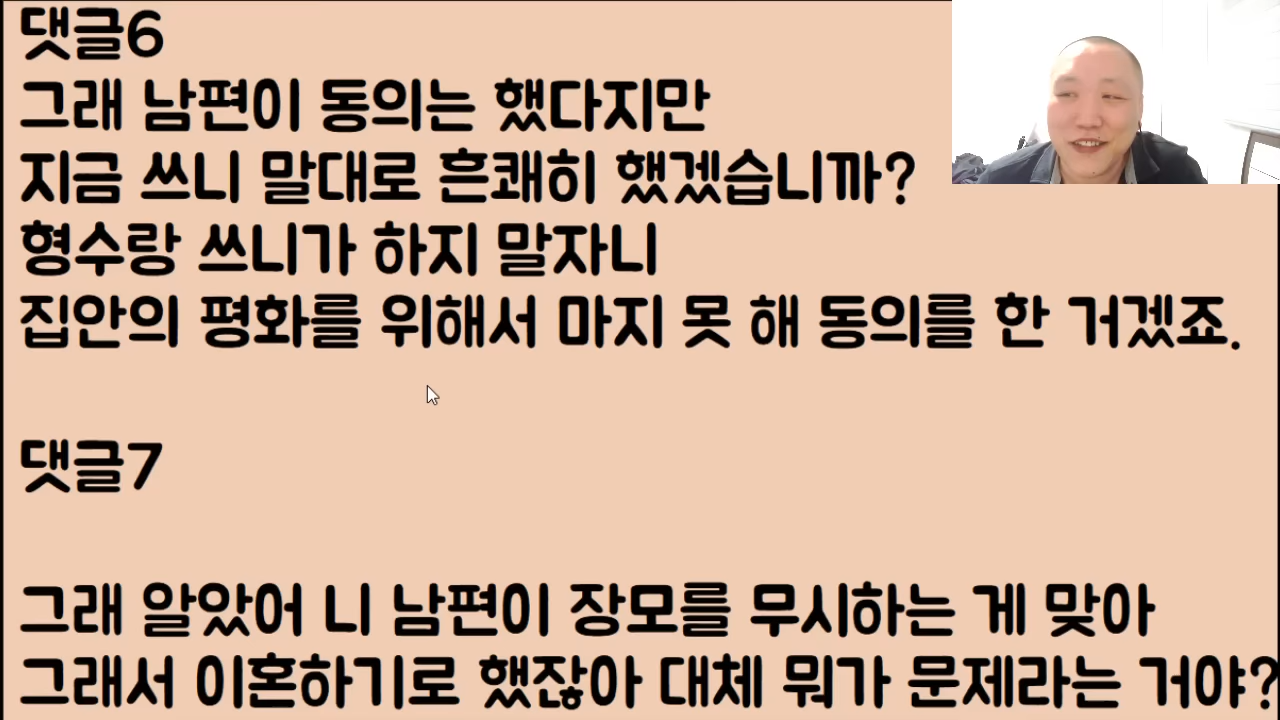 댓글6
그래 남편이 동의는 했다지만
지금 쓰니 말대로 흔쾌히 했겠습니까?
형수랑 쓰니가 하지 말자니
집안의 평화를 위해서 마지 못 해 동의를 한 거겠죠.
댓글7
그래 알았어 니 남편이 장모를 무시하는 게 맞아
그래서 이혼하기로 했잖아 대체 뭐가 문제라는 거야?